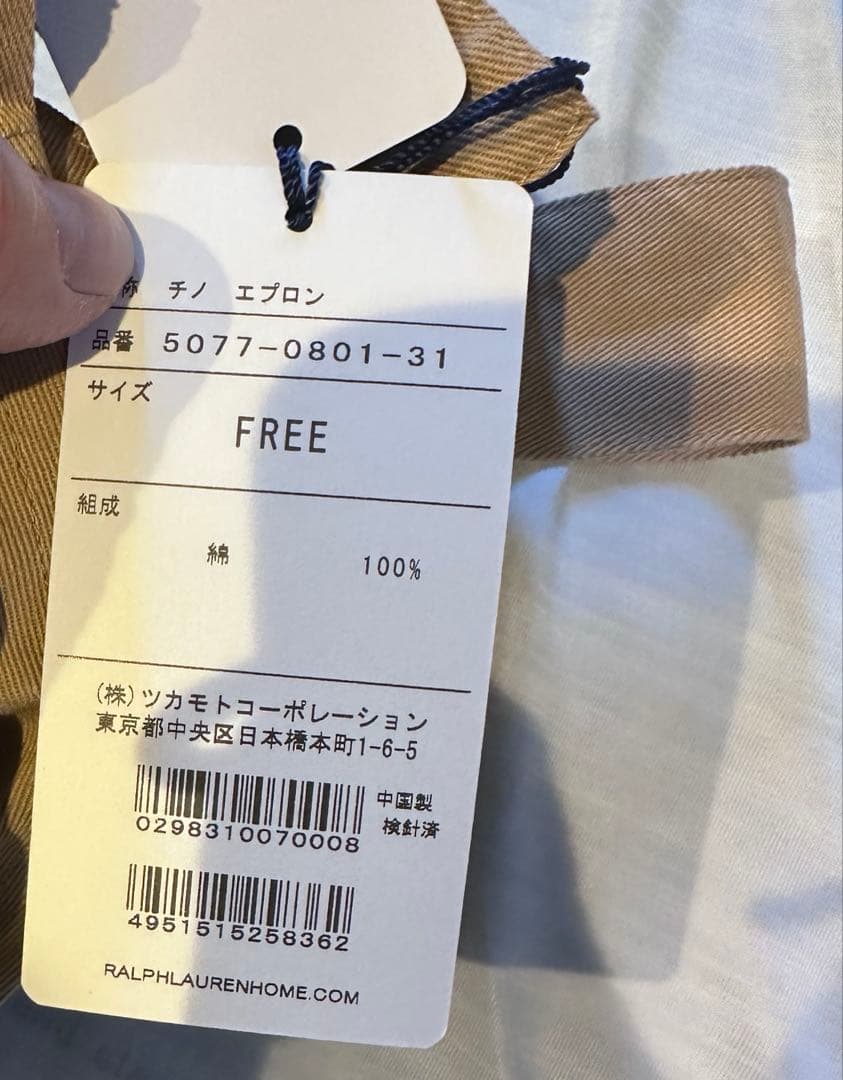 称 チノ エプロン
品番 5077-0801-31
サイズ
FREE
組成
綿 100%
(株)ツカモトコーポレーション
東京都中央区日本橋本町1-6-5
中国製
検針済
0298310070008
4951515258362
RALPHLAURENHOME.COM